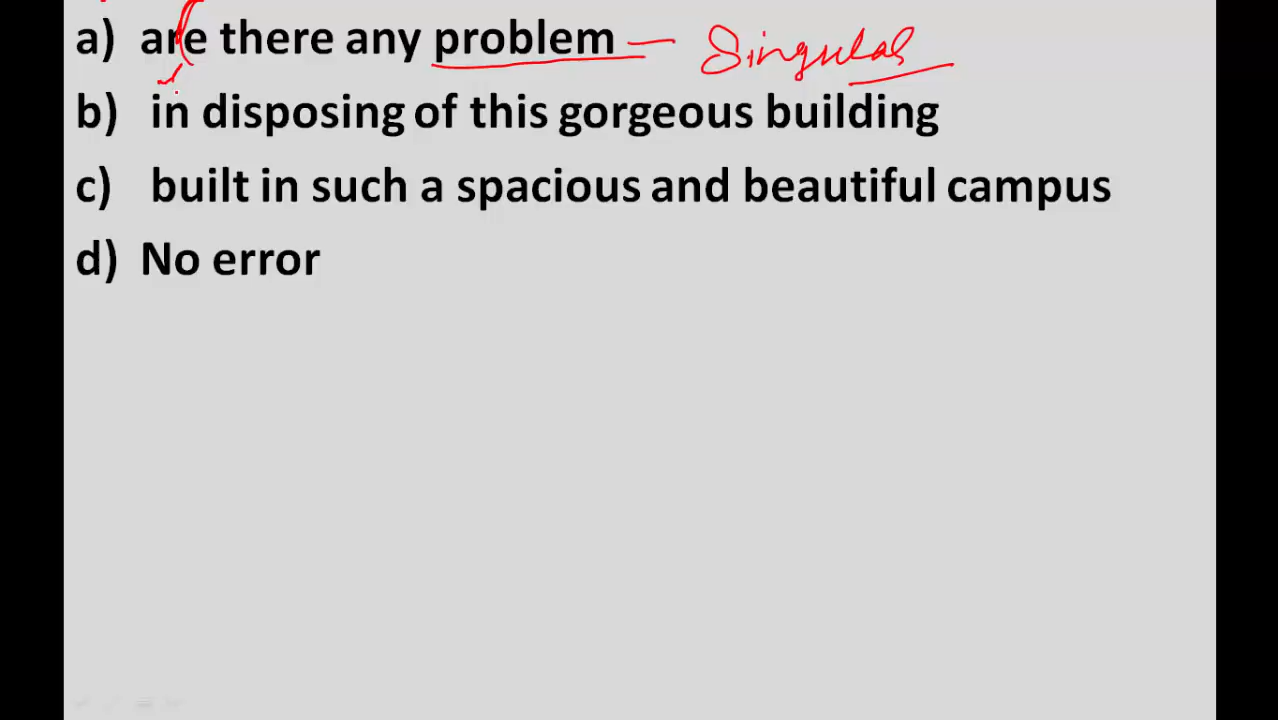 a) are there any problem — Singular
b) in disposing of this gorgeous building
c) built in such a spacious and beautiful campus
d) No error